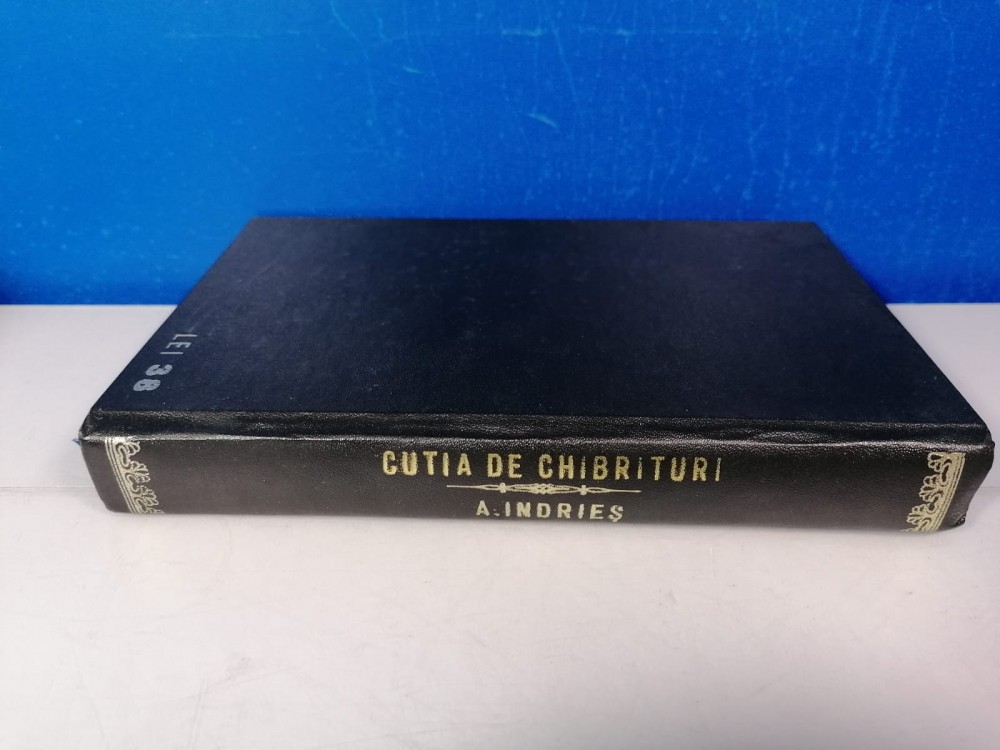 LEI 38
CUTIA DE CHIBRITURI
A. INDRIEȘ